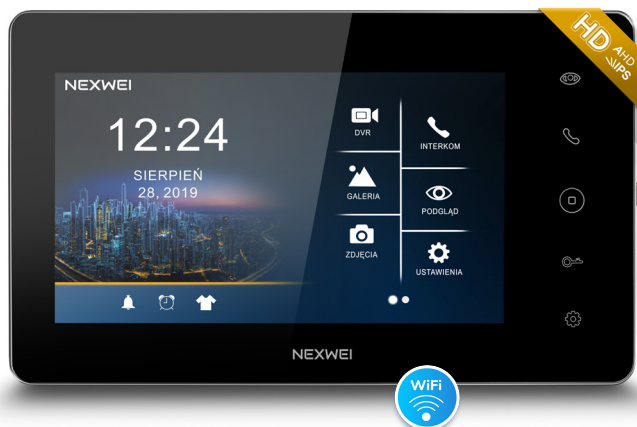 HD AHD
IPS
NEXWEI
12:24
SIERPIEŃ
28, 2019
DVR
INTERKOM
GALERIA
PODGLĄD
ZDJĘCIA
USTAWIENIA
NEXWEI
WiFi